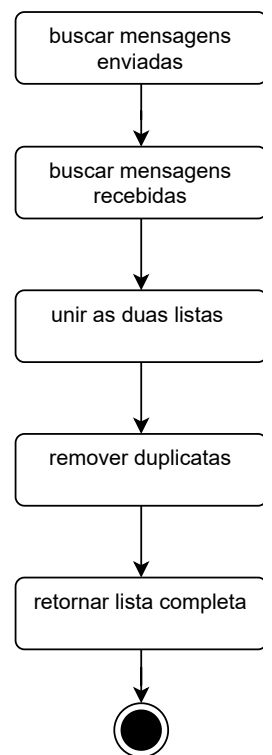 buscar mensagens
enviadas
buscar mensagens
recebidas
unir as duas listas
remover duplicatas
retornar lista completa